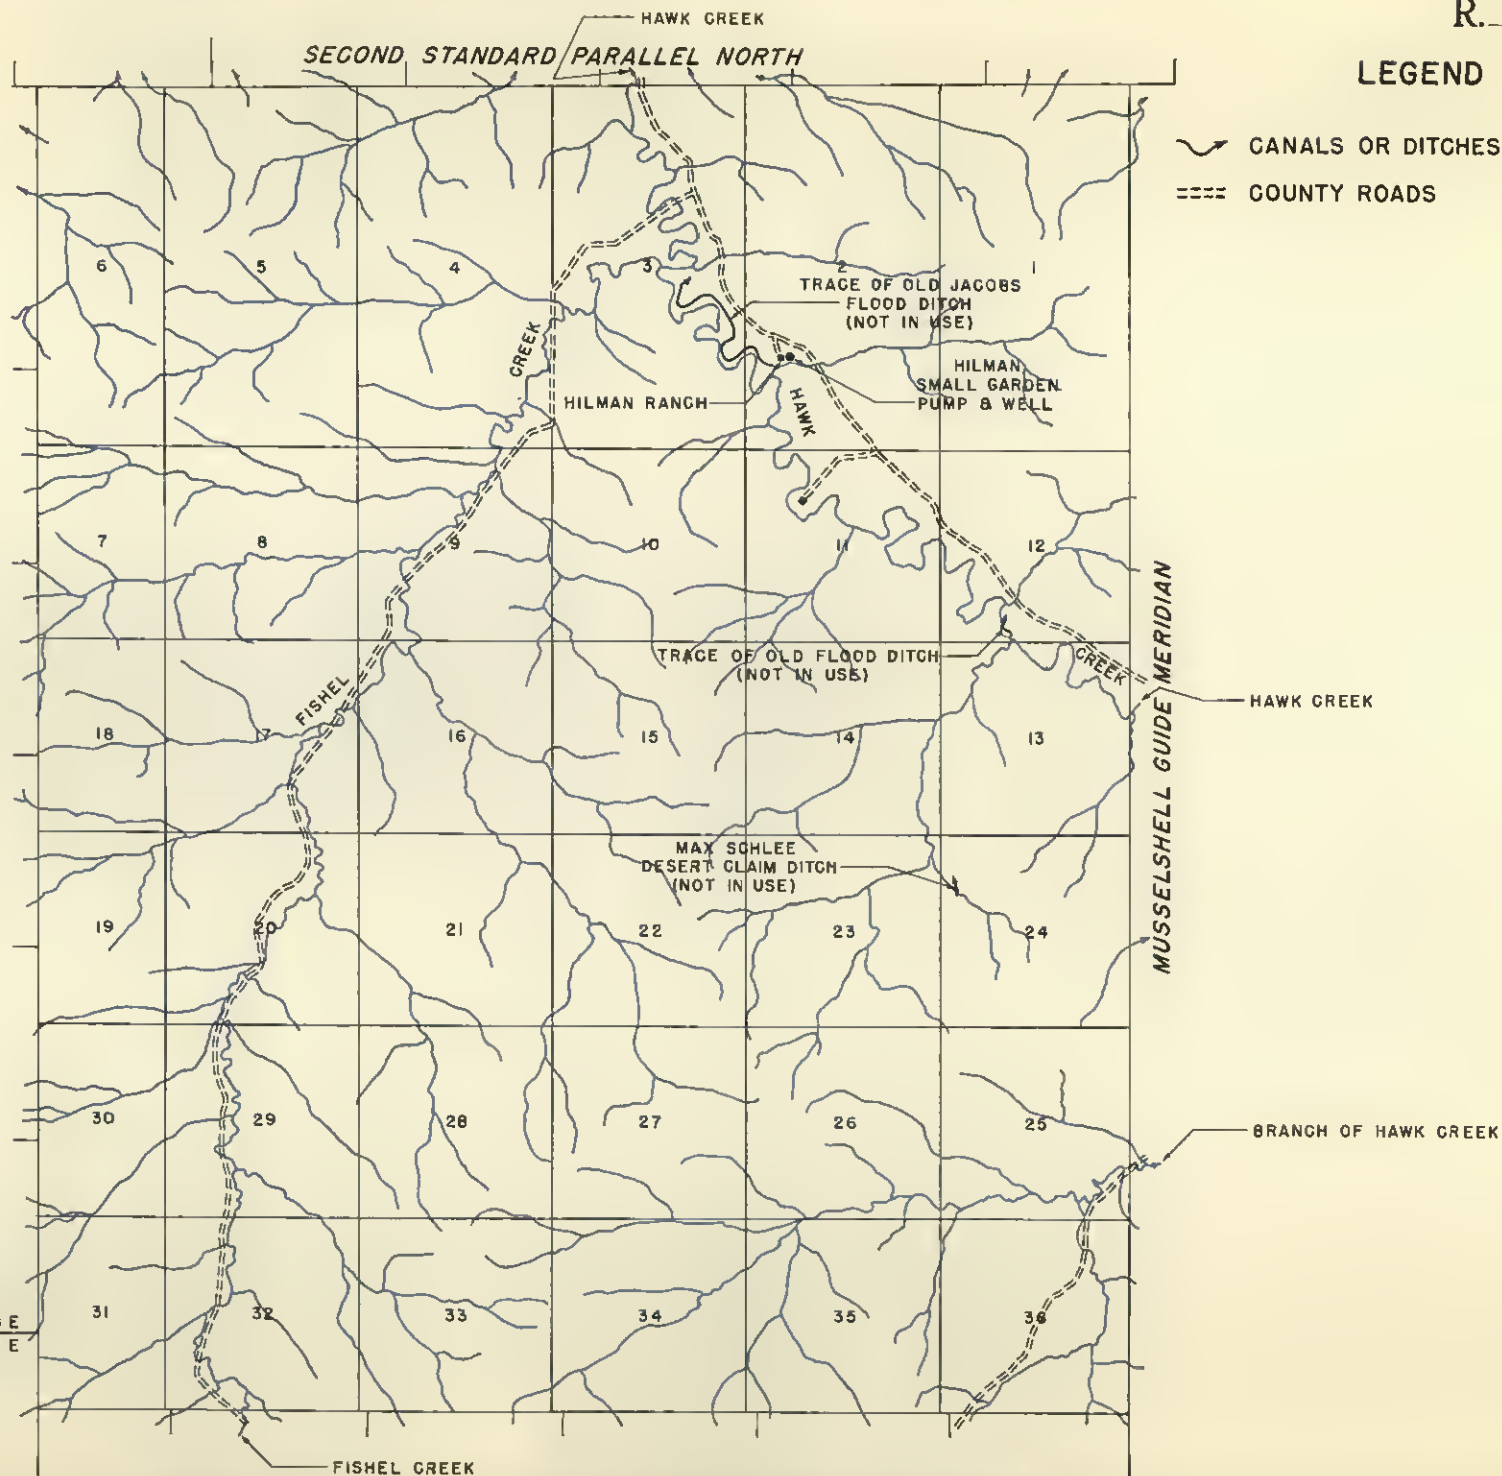 HAWK CREEK
R.
SECOND STANDARD PARALLEL NORTH
LEGEND
CANALS OR DITCHES
COUNTY ROADS
6
5
4
3
2
1
TRACE OF OLD JACOBS
FLOOD DITCH
(NOT IN USE)
CREEK
HILMAN
SMALL GARDEN
PUMP & WELL
HILMAN RANCH
HAWK
7
8
9
10
11
12
TRACE OF OLD FLOOD DITCH
(NOT IN USE)
CREEK
MUSSELSHELL GUIDE MERIDIAN
HAWK CREEK
FISHEL
18
17
16
15
14
13
MAX SCHLEE
DESERT CLAIM DITCH
(NOT IN USE)
19
20
21
22
23
24
30
29
28
27
26
25
BRANCH OF HAWK CREEK
31
32
33
34
35
36
E
E
FISHEL CREEK